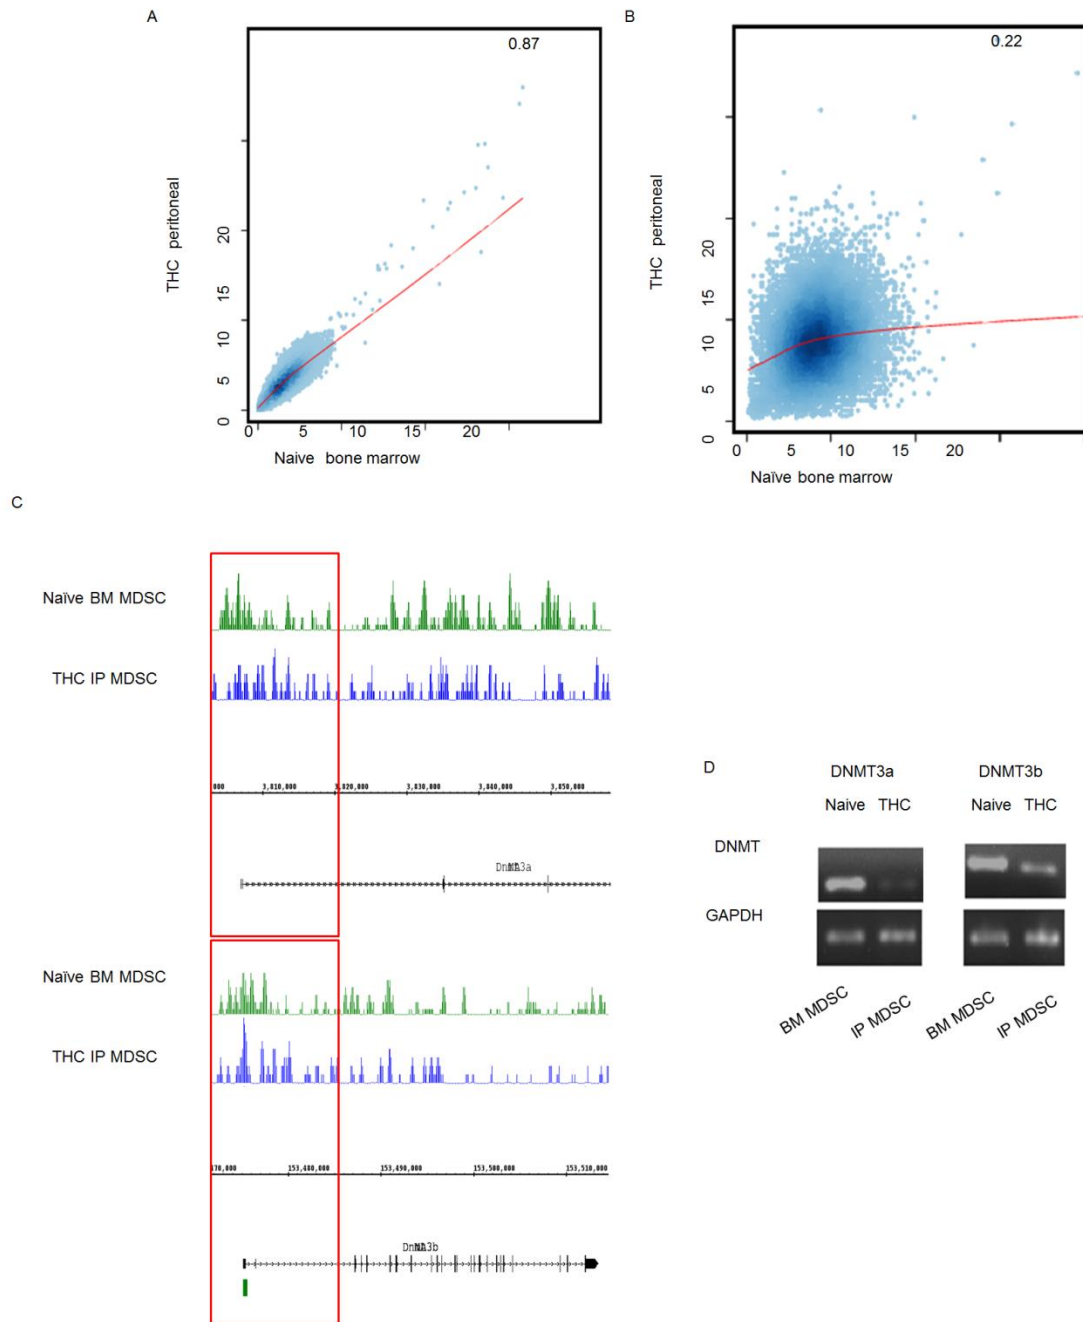 A
0.87
THC peritoneal
20
15
10
5
0
0 5 10 15 20
Naive bone marrow
B
0.22
THC peritoneal
20
15
10
5
0
0 5 10 15 20
Naïve bone marrow
C
Naïve BM MDSC
THC IP MDSC
000 3,810,000 3,820,000 3,830,000 3,840,000 3,850,000
Naïve BM MDSC
THC IP MDSC
470,000 153,480,000 153,490,000 153,500,000 153,510,000
D
DNMT3a DNMT3b
Naive THC Naive THC
DNMT
GAPDH
BM MDSC IP MDSC BM MDSC IP MDSC